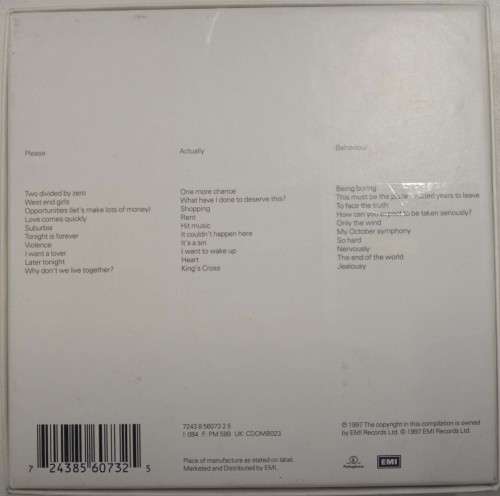 Please
Two divided by zero
West end girls
Opportunities (let's make lots of money)
Love comes quickly
Suburbia
Tonight is forever
Violence
I want a lover
Later tonight
Why don't we live together?
Actually
One more chance
What have I done to deserve this?
Shopping
Rent
Hit music
It couldn't happen here
It's a sin
I want to wake up
Heart
King's Cross
Behaviour
Being boring
This must be the place I waited years to leave
To face the truth
How can you expect to be taken seriously?
Only the wind
My October symphony
So hard
Nervously
The end of the world
Jealousy
7 24385 60732 5
7243 8 56073 2 5
I: 084 F: PM 589 UK: CDOMB023
Place of manufacture as stated on label.
Marketed and Distributed by EMI.
℗ 1997 The copyright in this compilation is owned
by EMI Records Ltd. © 1997 EMI Records Ltd.
Parlophone
EMI